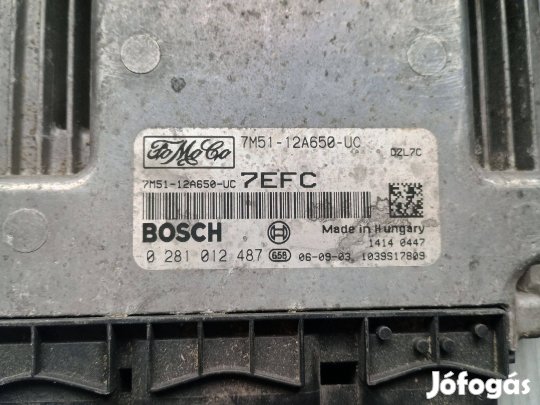 FoMoCo 7M51-12A650-UC DZL7C
7M51-12A650-UC 7EFC
BOSCH Made in Hungary
1414 0447
0 281 012 487 G58 06-09-03 1039S17809
Jófogás